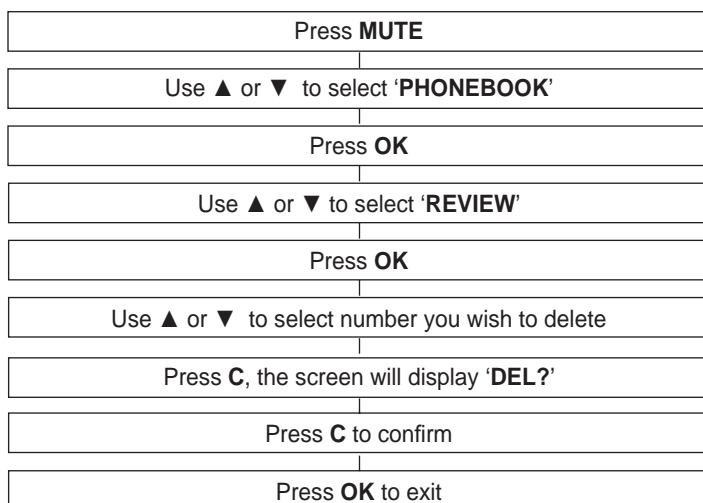 Press MUTE
Use ▲ or ▼ to select ‘PHONEBOOK’
Press OK
Use ▲ or ▼ to select ‘REVIEW’
Press OK
Use ▲ or ▼ to select number you wish to delete
Press C, the screen will display ‘DEL?’
Press C to confirm
Press OK to exit